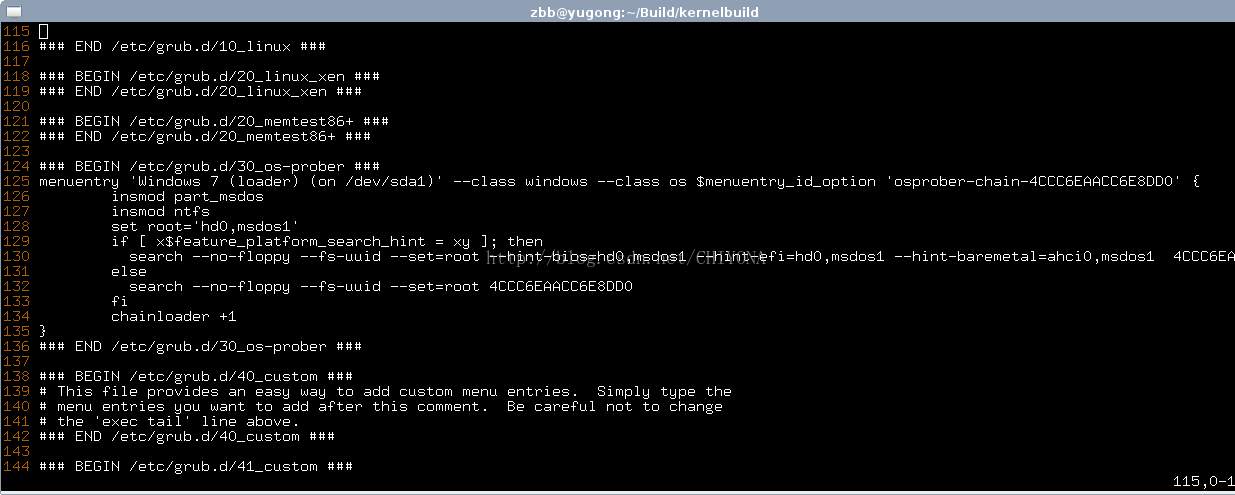 zbb@yugong:~/Build/kernelbuild
115
116 ### END /etc/grub.d/10_linux ###
117
118 ### BEGIN /etc/grub.d/20_linux_xen ###
119 ### END /etc/grub.d/20_linux_xen ###
120
121 ### BEGIN /etc/grub.d/20_memtest86+ ###
122 ### END /etc/grub.d/20_memtest86+ ###
123
124 ### BEGIN /etc/grub.d/30_os-prober ###
125 menuentry 'Windows 7 (loader) (on /dev/sda1)' --class windows --class os $menuentry_id_option 'osprober-chain-4CCC6EAACC6E8DD0' {
126         insmod part_msdos
127         insmod ntfs
128         set root='hd0,msdos1'
129         if [ x$feature_platform_search_hint = xy ]; then
130           search --no-floppy --fs-uuid --set=root --hint-bios=hd0,msdos1 --hint-efi=hd0,msdos1 --hint-baremetal=ahci0,msdos1  4CCC6EA
131         else
132           search --no-floppy --fs-uuid --set=root 4CCC6EAACC6E8DD0
133         fi
134         chainloader +1
135 }
136 ### END /etc/grub.d/30_os-prober ###
137
138 ### BEGIN /etc/grub.d/40_custom ###
139 # This file provides an easy way to add custom menu entries.  Simply type the
140 # menu entries you want to add after this comment.  Be careful not to change
141 # the 'exec tail' line above.
142 ### END /etc/grub.d/40_custom ###
143
144 ### BEGIN /etc/grub.d/41_custom ###
115,0-1